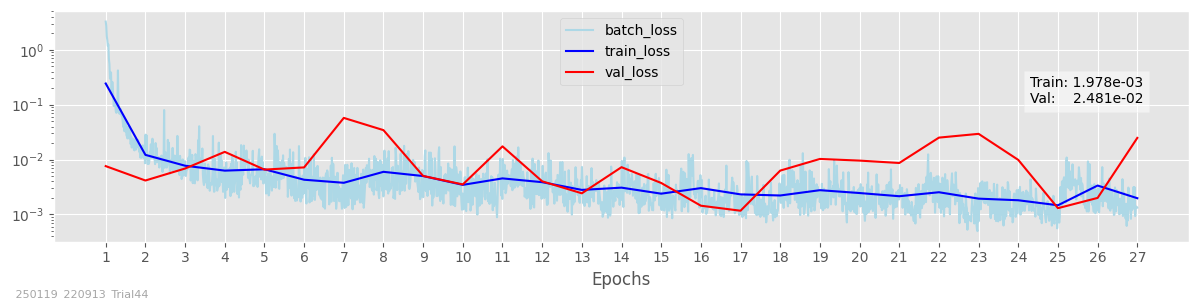 batch_loss
train_loss
val_loss
Train: 1.978e-03
Val: 2.481e-02
10⁰
10⁻¹
10⁻²
10⁻³
1 2 3 4 5 6 7 8 9 10 11 12 13 14 15 16 17 18 19 20 21 22 23 24 25 26 27
Epochs
250119_220913_Trial44